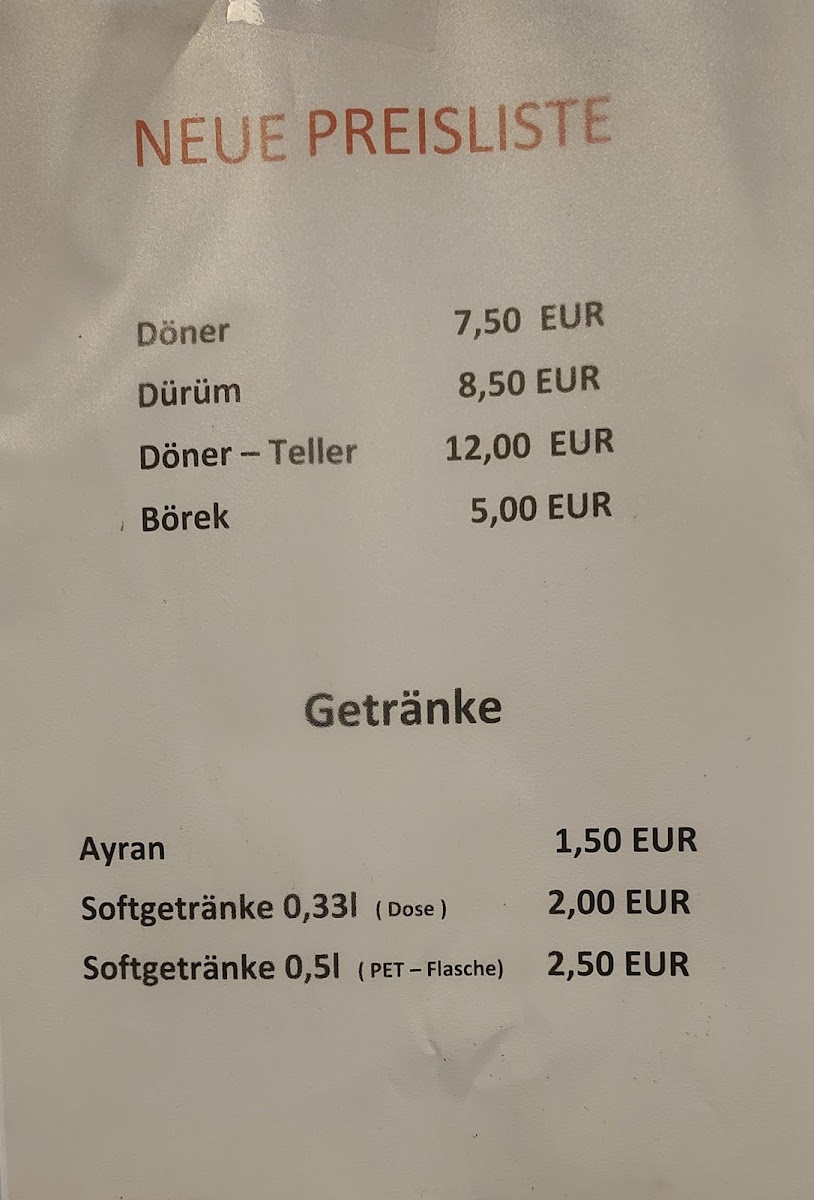 NEUE PREISLISTE
Döner 7,50 EUR
Dürüm 8,50 EUR
Döner – Teller 12,00 EUR
Börek 5,00 EUR
Getränke
Ayran 1,50 EUR
Softgetränke 0,33l ( Dose ) 2,00 EUR
Softgetränke 0,5l ( PET – Flasche) 2,50 EUR